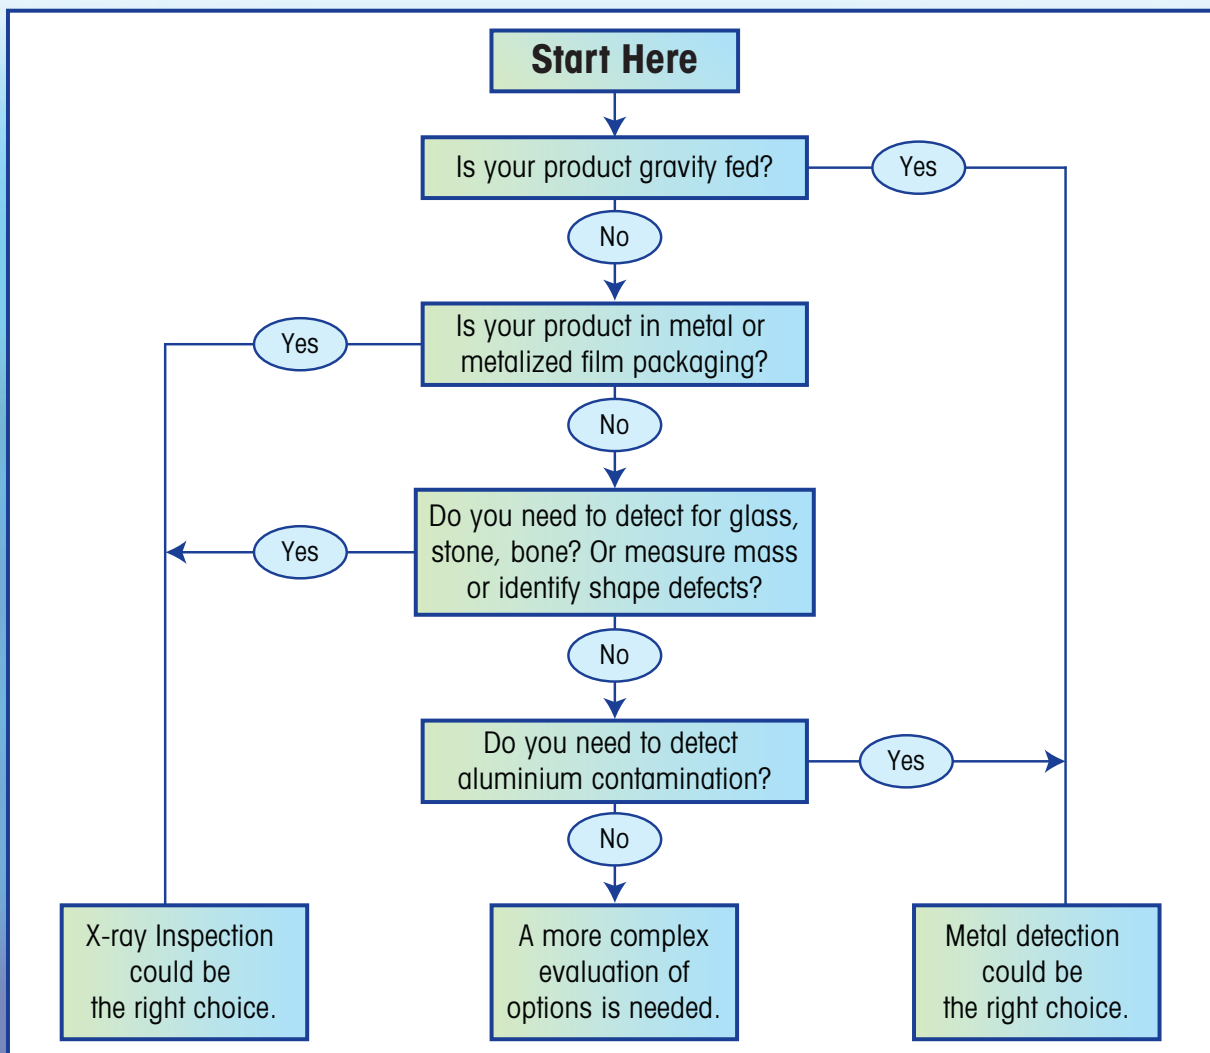 Start Here
Is your product gravity fed?
Yes
No
Is your product in metal or
metalized film packaging?
Yes
No
Do you need to detect for glass,
stone, bone? Or measure mass
or identify shape defects?
Yes
No
Do you need to detect
aluminium contamination?
Yes
No
X-ray Inspection
could be
the right choice.
A more complex
evaluation of
options is needed.
Metal detection
could be
the right choice.